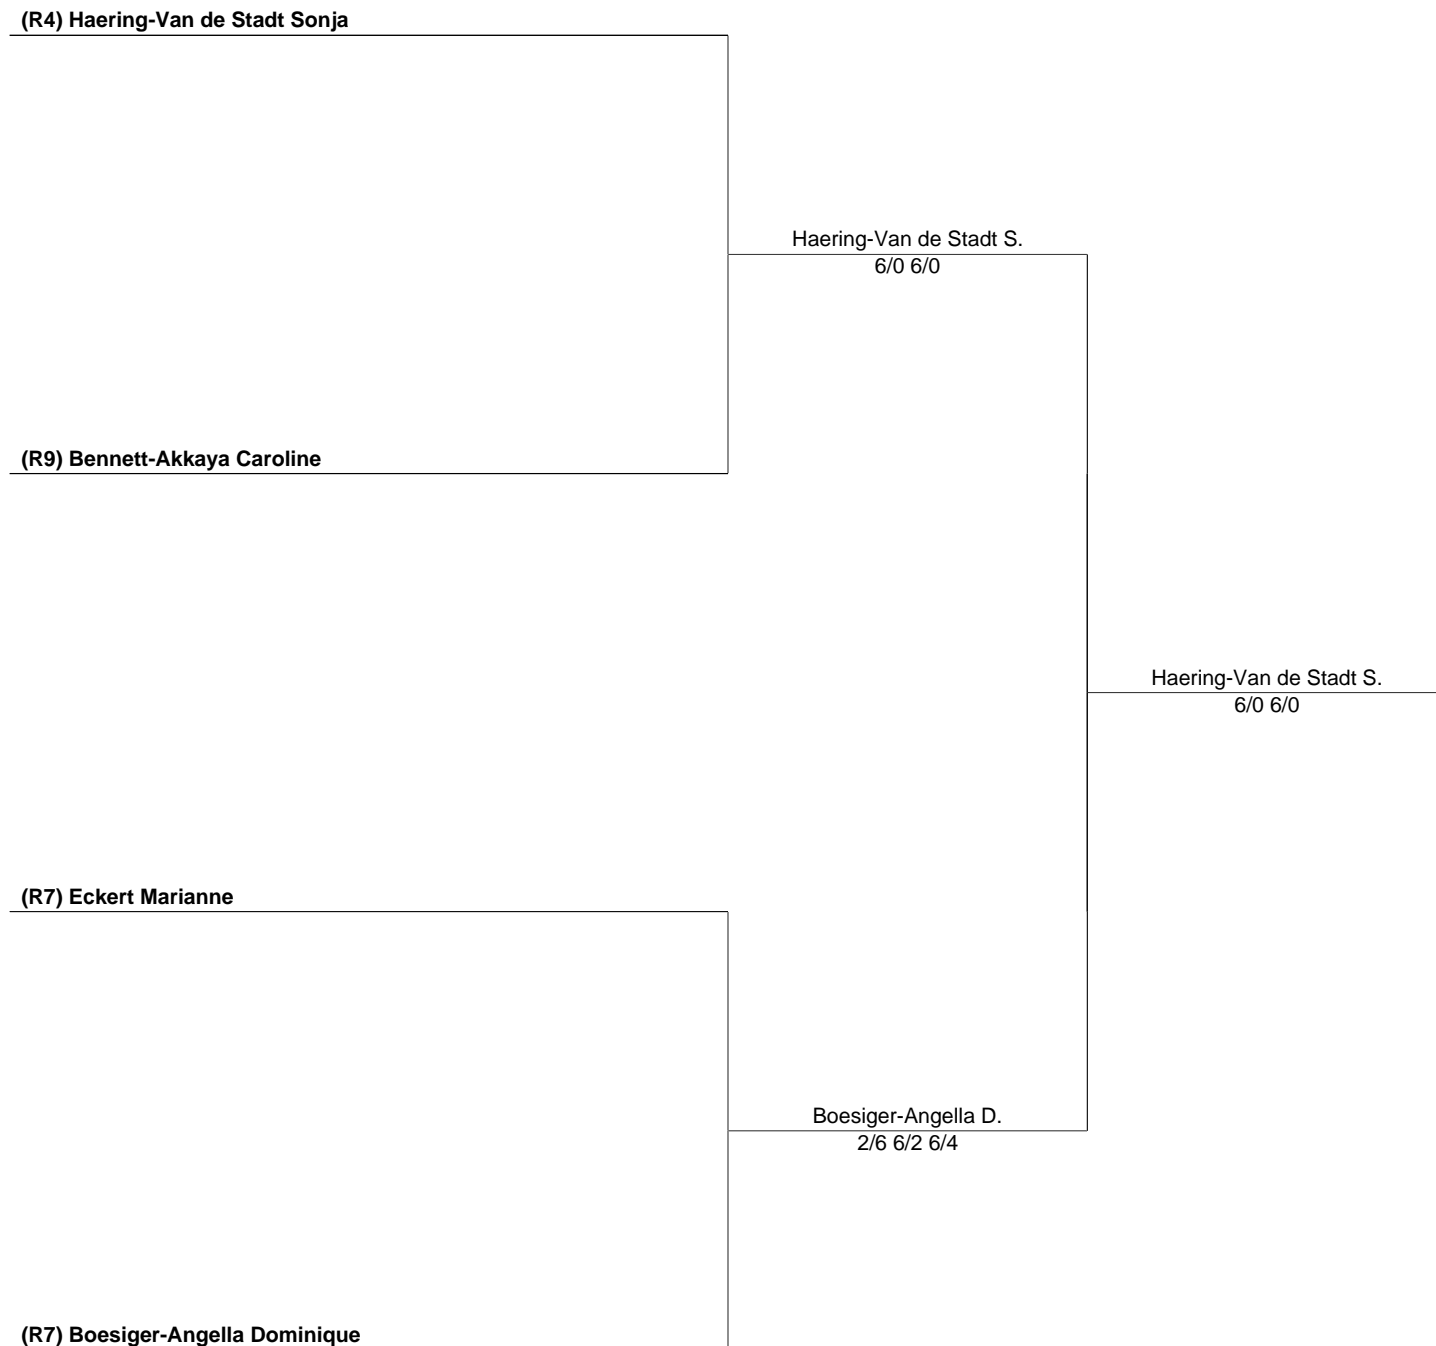 (R4) Haering-Van de Stadt Sonja
Haering-Van de Stadt S.
6/0 6/0
(R9) Bennett-Akkaya Caroline
Haering-Van de Stadt S.
6/0 6/0
(R7) Eckert Marianne
Boesiger-Angella D.
2/6 6/2 6/4
(R7) Boesiger-Angella Dominique